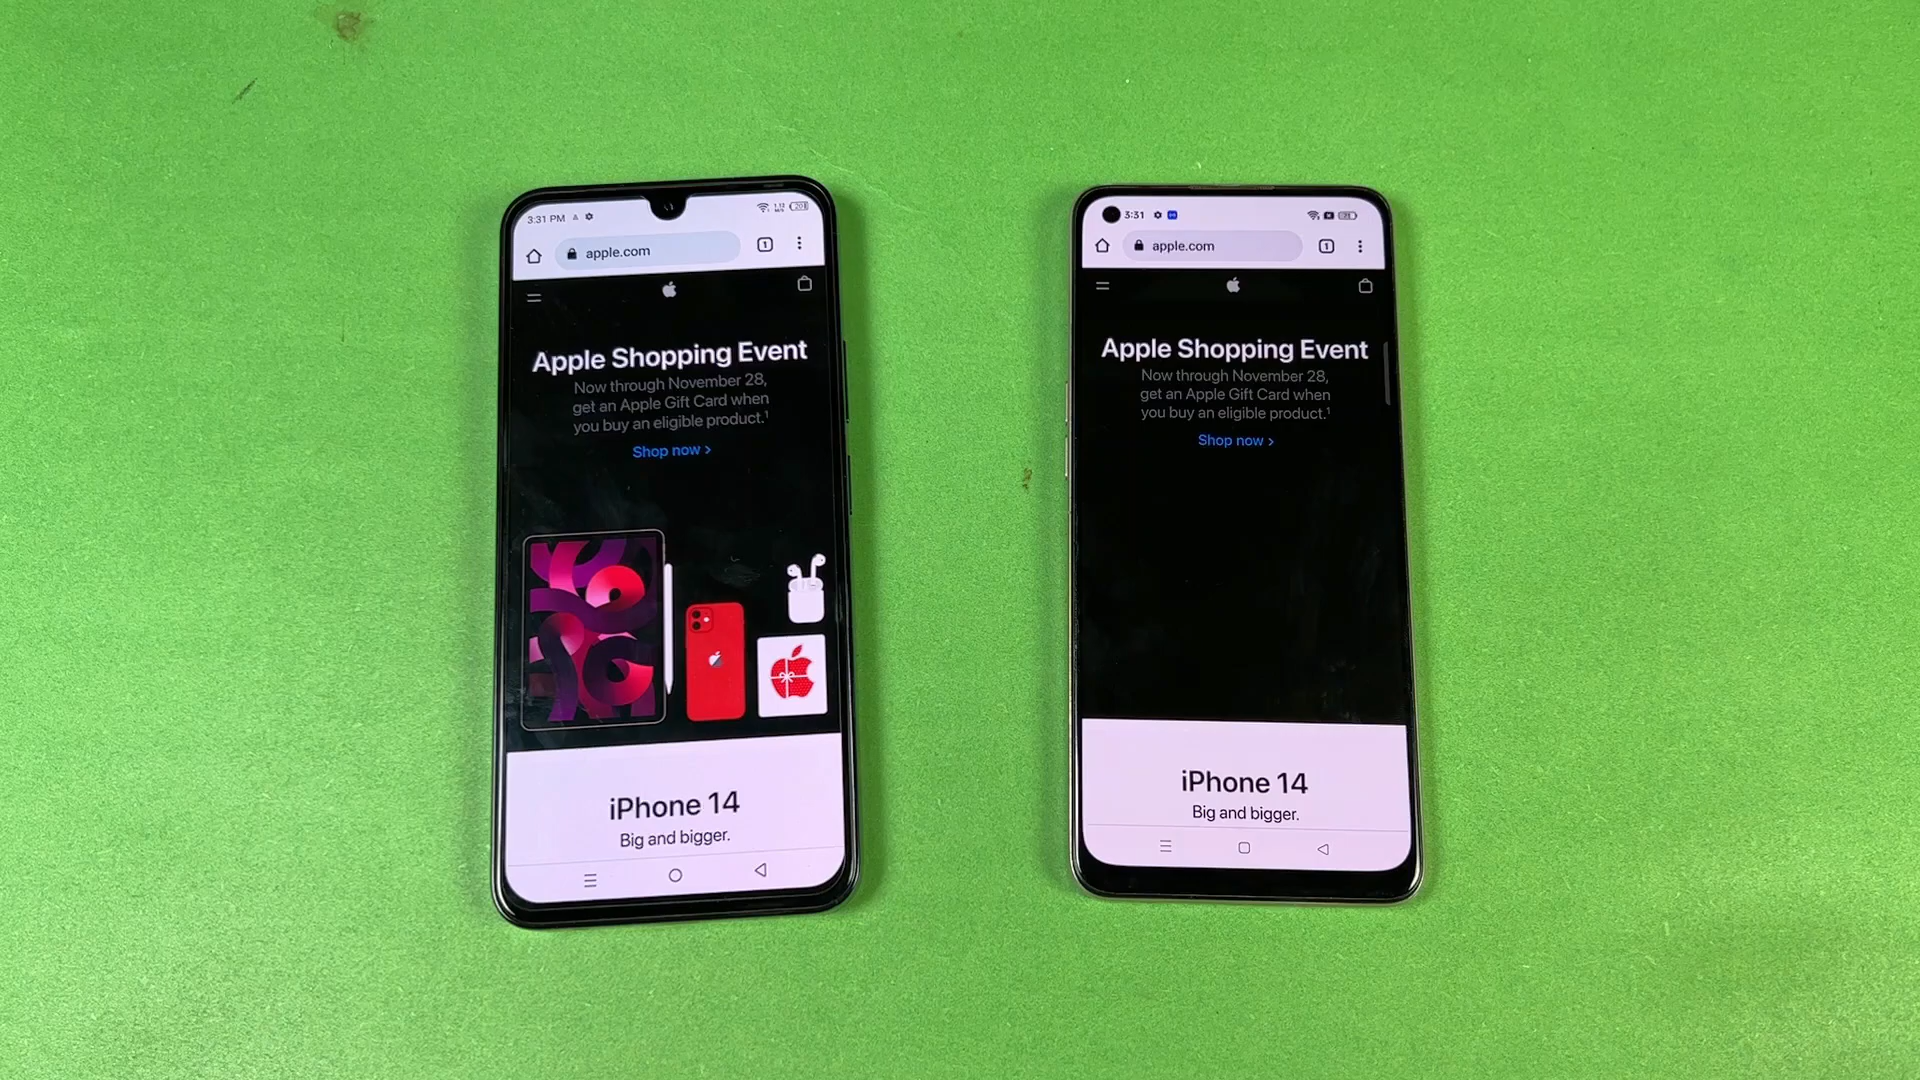 3:31 PM
1
apple.com
Apple Shopping Event
Now through November 28,
get an Apple Gift Card when
you buy an eligible product.¹
Shop now >
iPhone 14
Big and bigger.
3:31
1
apple.com
Apple Shopping Event
Now through November 28,
get an Apple Gift Card when
you buy an eligible product.¹
Shop now >
iPhone 14
Big and bigger.